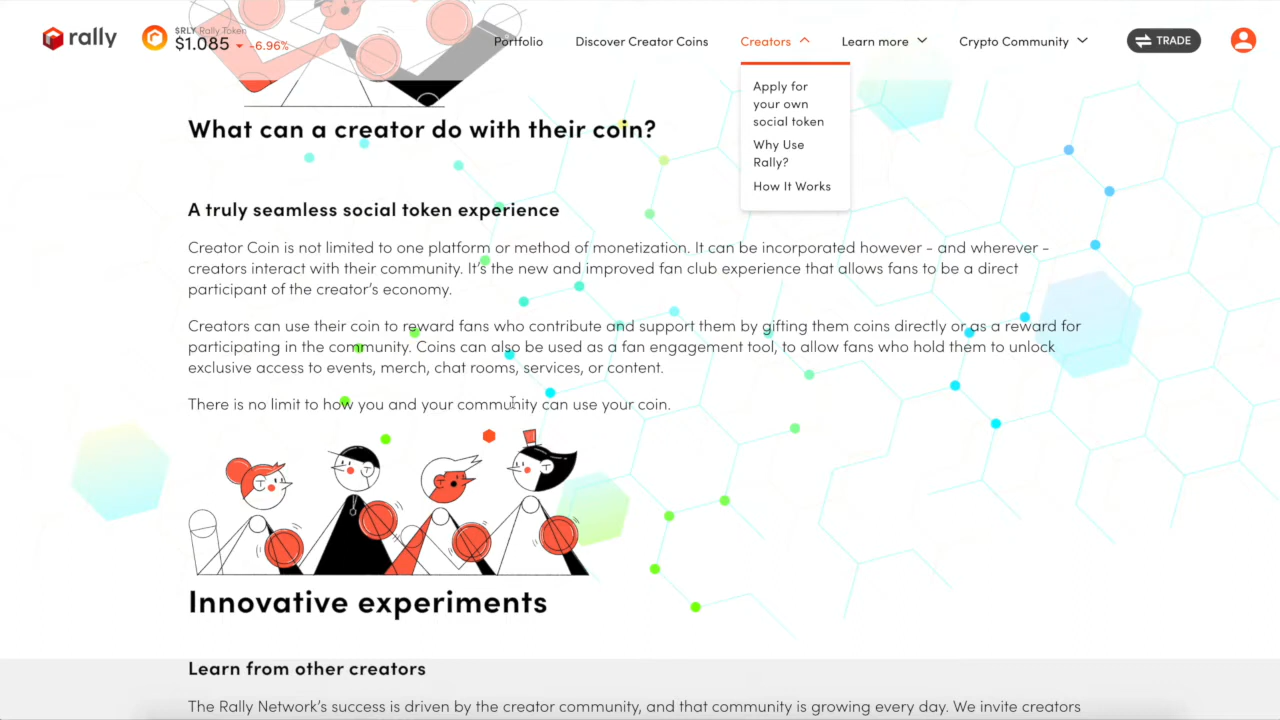 rally
$RLY Rally Token
$1.085 -6.96%
Portfolio
Discover Creator Coins
Creators
Learn more
Crypto Community
TRADE
Apply for
your own
social token
Why Use
Rally?
How It Works
What can a creator do with their coin?
A truly seamless social token experience
Creator Coin is not limited to one platform or method of monetization. It can be incorporated however - and wherever -
creators interact with their community. It's the new and improved fan club experience that allows fans to be a direct
participant of the creator's economy.
Creators can use their coin to reward fans who contribute and support them by gifting them coins directly or as a reward for
participating in the community. Coins can also be used as a fan engagement tool, to allow fans who hold them to unlock
exclusive access to events, merch, chat rooms, services, or content.
There is no limit to how you and your community can use your coin.
Innovative experiments
Learn from other creators
The Rally Network's success is driven by the creator community, and that community is growing every day. We invite creators